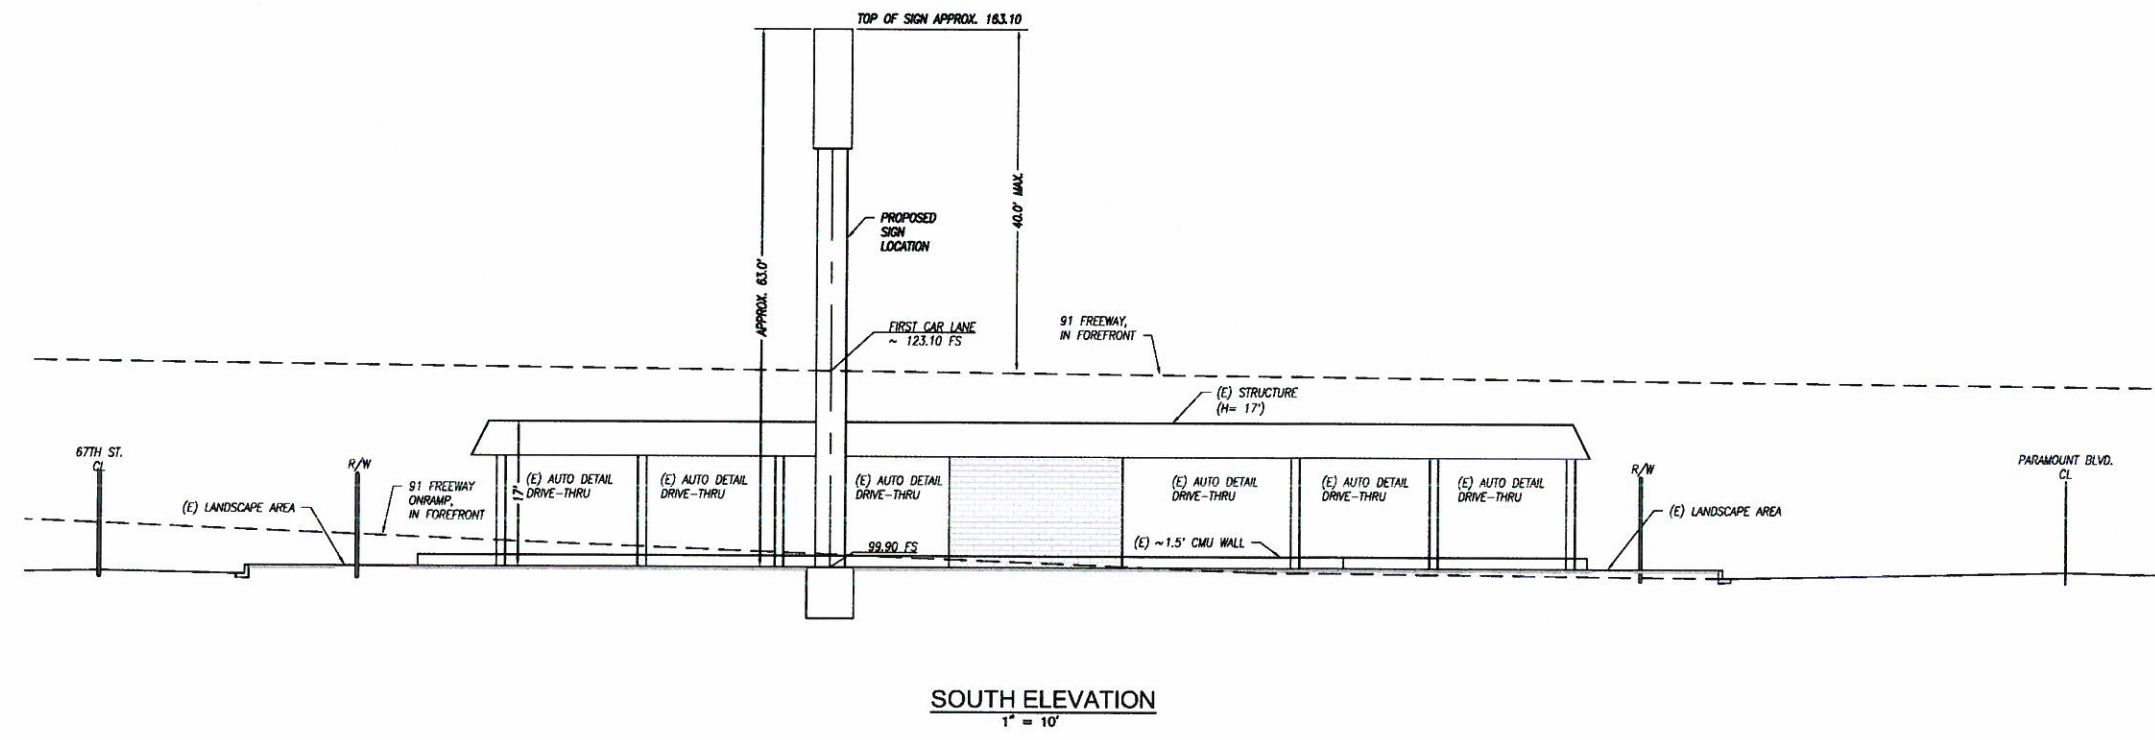 TOP OF SIGN APPROX. 163.10
40.0' MAX.
APPROX. 63.0'
PROPOSED
SIGN
LOCATION
FIRST CAR LANE
~ 123.10 FS
91 FREEWAY,
IN FOREFRONT
(E) STRUCTURE
(H= 17')
67TH ST.
CL
R/W
91 FREEWAY
ONRAMP,
IN FOREFRONT
(E) LANDSCAPE AREA
17'
(E) AUTO DETAIL
DRIVE-THRU
(E) AUTO DETAIL
DRIVE-THRU
(E) AUTO DETAIL
DRIVE-THRU
(E) AUTO DETAIL
DRIVE-THRU
(E) AUTO DETAIL
DRIVE-THRU
(E) AUTO DETAIL
DRIVE-THRU
R/W
PARAMOUNT BLVD.
CL
(E) LANDSCAPE AREA
99.90 FS
(E) ~1.5' CMU WALL
SOUTH ELEVATION
1" = 10'